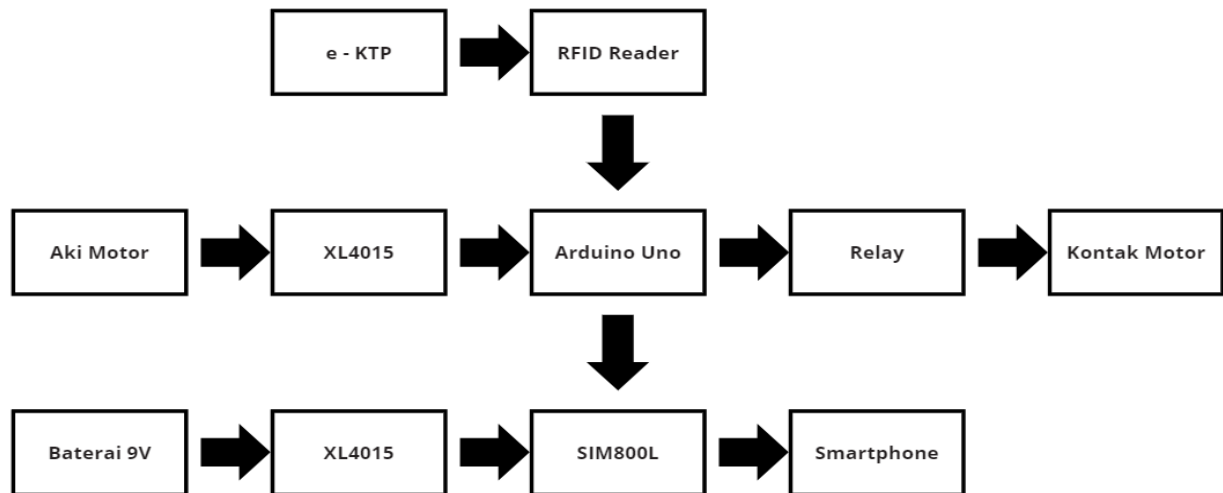 e - KTP
RFID Reader
Aki Motor
XL4015
Arduino Uno
Relay
Kontak Motor
Baterai 9V
XL4015
SIM800L
Smartphone